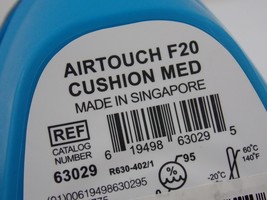 AIRTOUCH F20
CUSHION MED
MADE IN SINGAPORE
REF
CATALOG
NUMBER
63029
6 19498 63029 5
R630-402/1
95
%
-20°C
60°C
140°F
(01)00619498630295